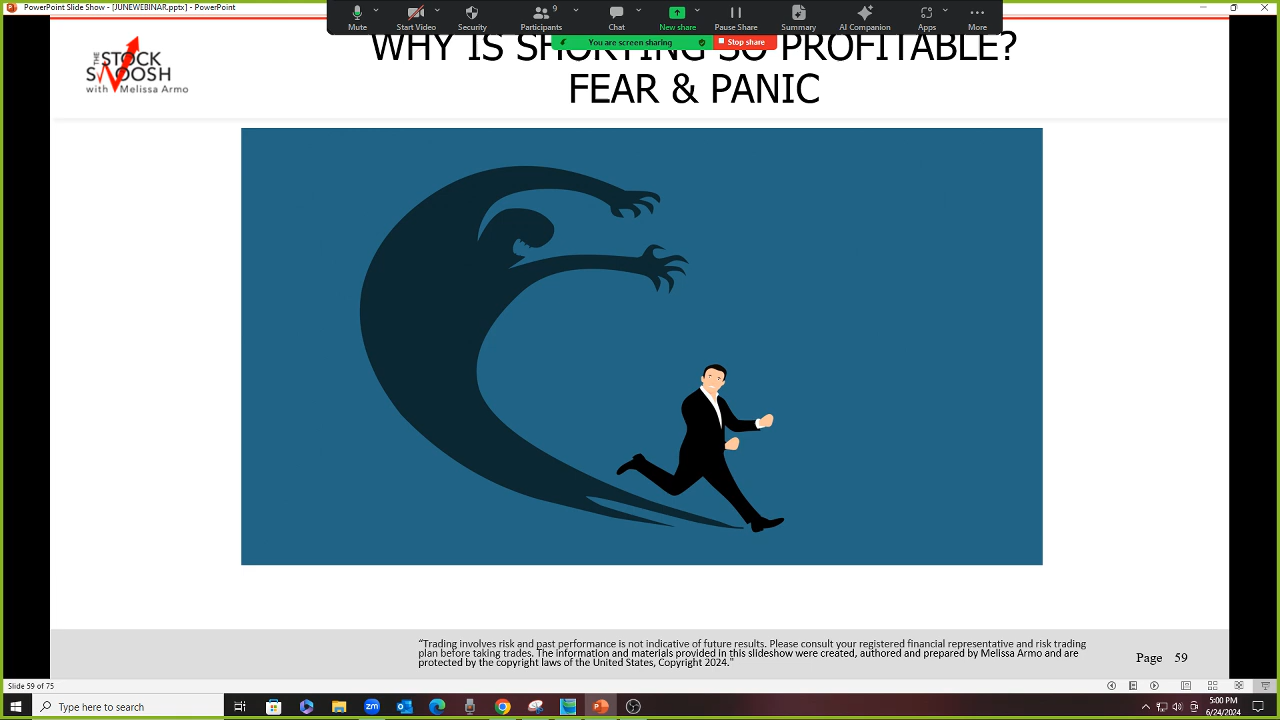 PowerPoint Slide Show - [JUNEWEBINAR.pptx] - PowerPoint
9
Mute
Start Video
Security
Participants
Chat
New share
Pause Share
Summary
AI Companion
Apps
More
You are screen sharing
Stop share
THE
STOCK
SWOOSH
with Melissa Armo
WHY IS SHORTING SO PROFITABLE?
FEAR & PANIC
"Trading involves risk and past performance is not indicative of future results. Please consult your registered financial representative and risk trading
plan before taking trades. The information and materials provided in this slideshow were created, authored and prepared by Melissa Armo and are
protected by the copyright laws of the United States, Copyright 2024."
Page 59
Slide 59 of 75
Type here to search
zm
5:00 PM
6/24/2024